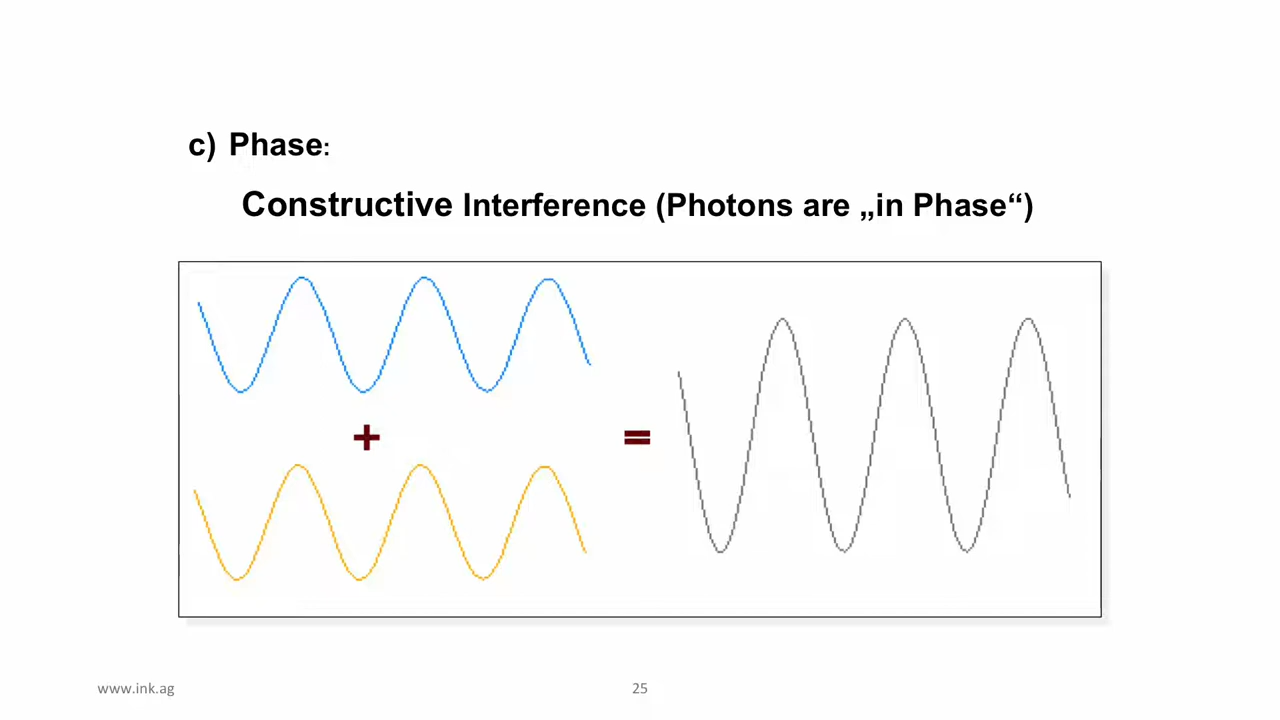 c) Phase:
Constructive Interference (Photons are „in Phase“)
+
=
www.ink.ag
25